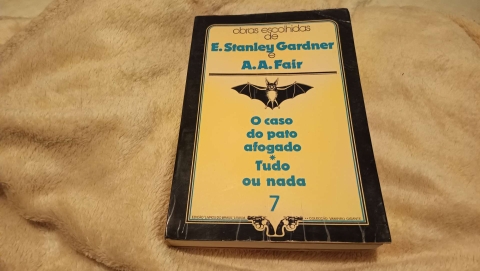 obras escolhidas
de
E. Stanley Gardner
e
A. A. Fair
O caso
do pato
afogado
*
Tudo
ou nada
7